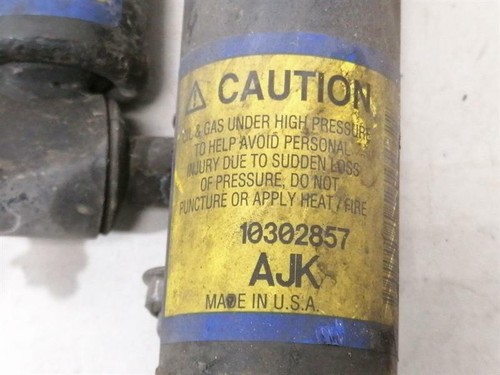 CAUTION
& GAS UNDER HIGH PRESSURE
TO HELP AVOID PERSONAL
INJURY DUE TO SUDDEN LOSS
OF PRESSURE, DO NOT
PUNCTURE OR APPLY HEAT / FIRE
10302857
AJK
MADE IN U.S.A.